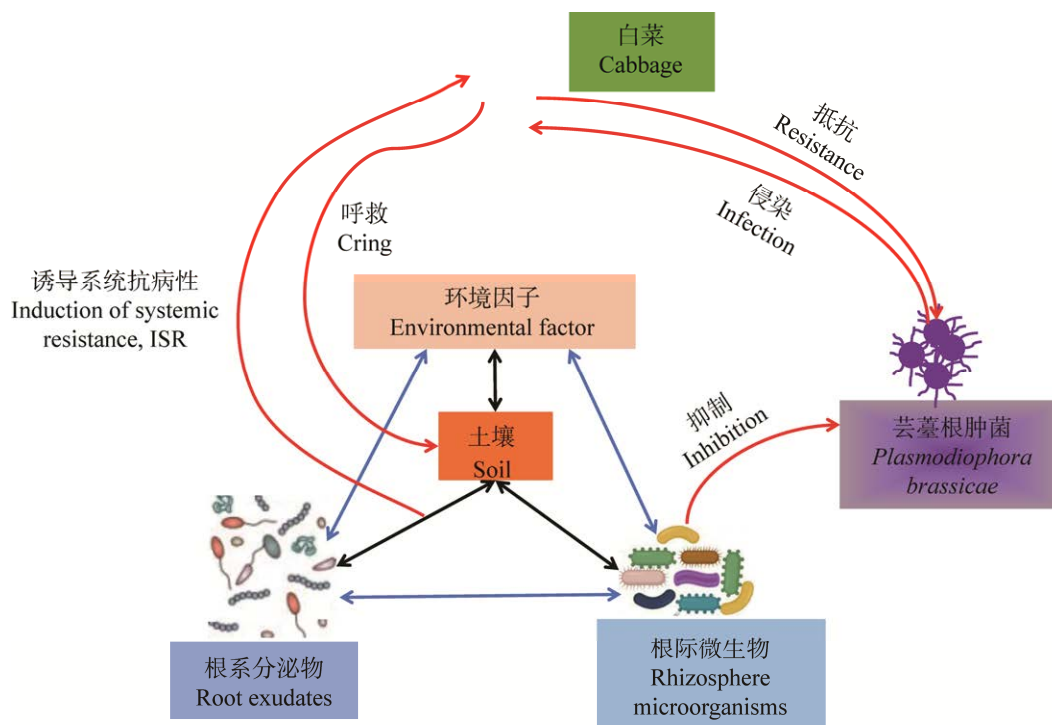 白菜
Cabbage
抵抗
Resistance
侵染
Infection
呼救
Cring
诱导系统抗病性
Induction of systemic
resistance, ISR
环境因子
Environmental factor
抑制
Inhibition
芸薹根肿菌
Plasmodiophora
brassicae
土壤
Soil
根系分泌物
Root exudates
根际微生物
Rhizosphere
microorganisms